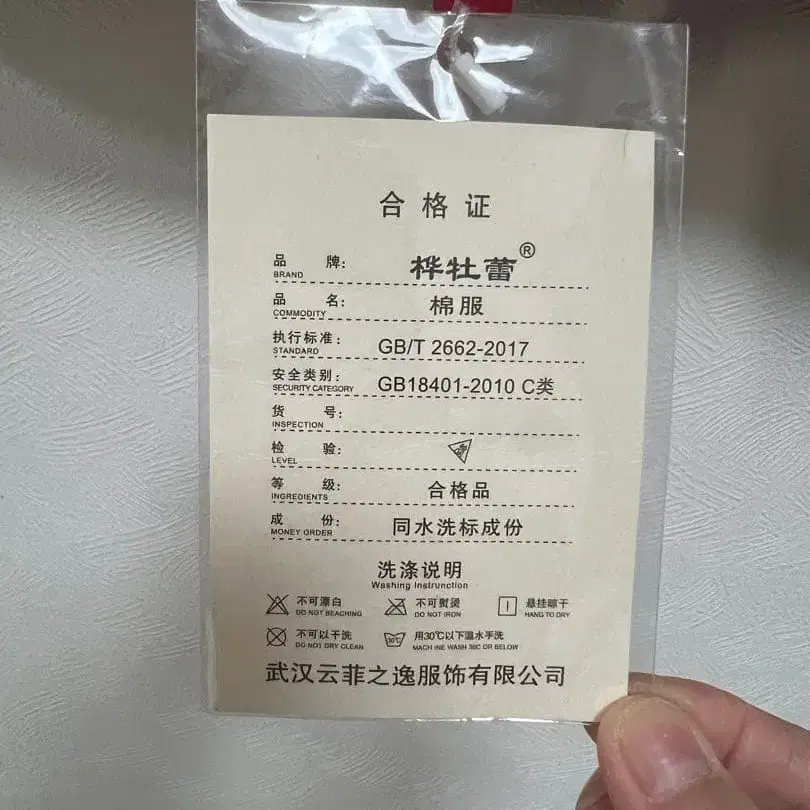 合格证
品 牌: 桦牡蕾®
BRAND
品 名: 棉服
COMMODITY
执行标准: GB/T 2662-2017
STANDARD
安全类别: GB18401-2010 C类
SECURITY CATEGORY
货 号:
INSPECTION
检 验:
LEVEL
等 级: 合格品
INGREDIENTS
成 份: 同水洗标成份
MONEY ORDER
洗涤说明
Washing Instrunction
不可漂白 不可熨烫 悬挂晾干
DO NOT BEACHING DO NOT IRON HANG TO DRY
不可以干洗 30℃ 用30℃以下温水手洗
DO NO1 DRY CLEAN MACH INE WASH 30C OR BELOW
武汉云菲之逸服饰有限公司